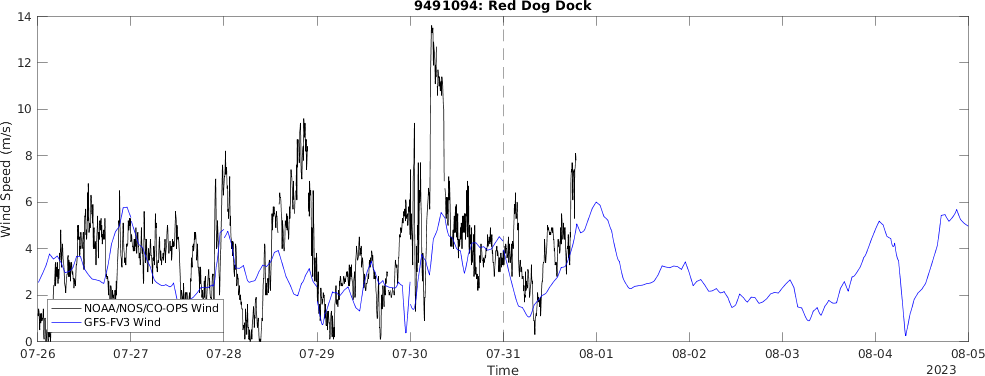 9491094: Red Dog Dock
Wind Speed (m/s)
14
12
10
8
6
4
2
0
NOAA/NOS/CO-OPS Wind
GFS-FV3 Wind
07-26 07-27 07-28 07-29 07-30 07-31 08-01 08-02 08-03 08-04 08-05
Time
2023